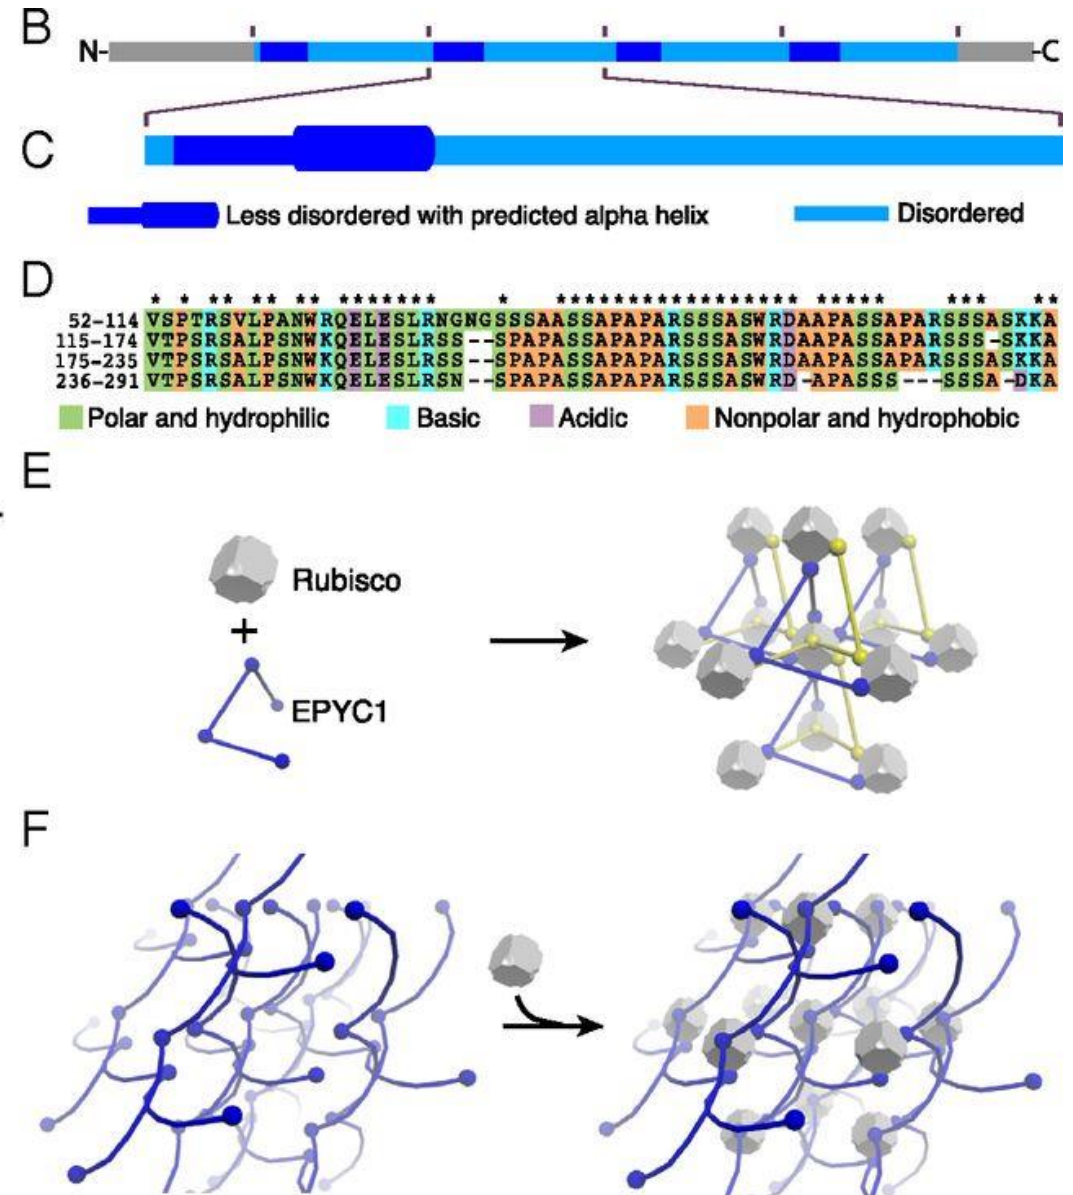 B
N- -C
C
Less disordered with predicted alpha helix Disordered
D
* * ** ** ** *******    *   ***************** *****    ***   **
52-114 VSPTRSVLPANWRQELESLRNGNGSSSAASSAPAPARSSSASWRDAAPASSAPARSSSASKKA
115-174 VTPSRSALPSNWKQELESLRSS--SPAPASSAPAPARSSSASWRDAAPASSAPARSSS-SKKA
175-235 VTPSRSALPSNWKQELESLRSS--SPAPASSAPAPARSSSASWRDAAPASSAPARSSSASKKA
236-291 VTPSRSALPSNWKQELESLRSN--SPAPASSAPAPARSSSASWRD-APASSS---SSSA-DKA
Polar and hydrophilic Basic Acidic Nonpolar and hydrophobic
E
Rubisco
+
EPYC1
F